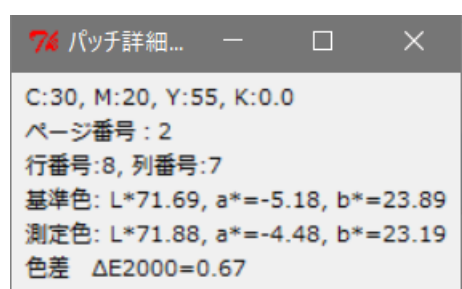 パッチ詳細...
C:30, M:20, Y:55, K:0.0
ページ番号 : 2
行番号:8, 列番号:7
基準色: L*71.69, a*=-5.18, b*=23.89
測定色: L*71.88, a*=-4.48, b*=23.19
色差　ΔE2000=0.67